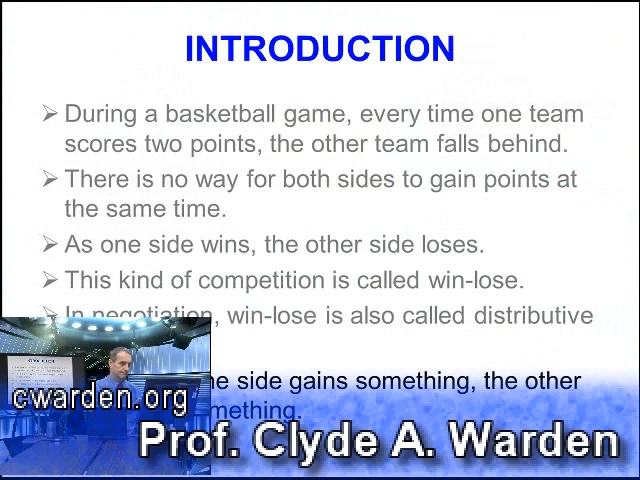 INTRODUCTION
During a basketball game, every time one team
scores two points, the other team falls behind.
There is no way for both sides to gain points at
the same time.
As one side wins, the other side loses.
This kind of competition is called win-lose.
In negotiation, win-lose is also called distributive
side gains something, the other
cwarden.org
Prof. Clyde A. Warden